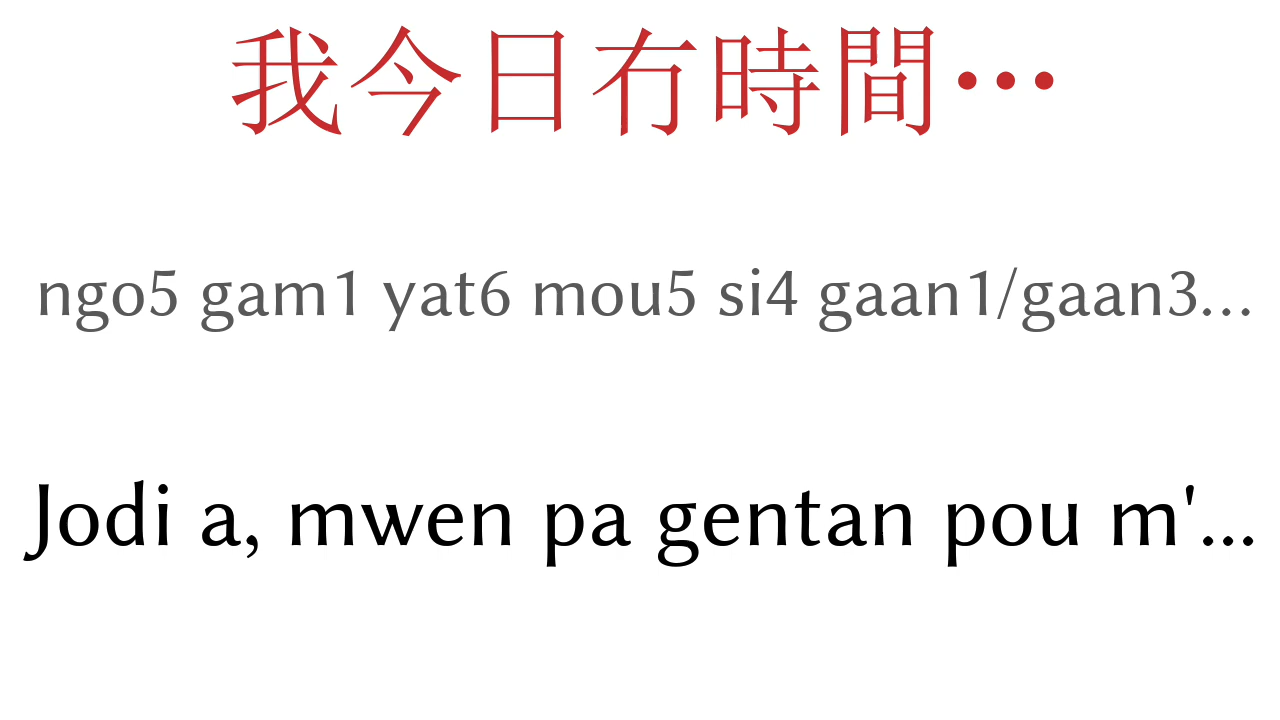 我今日冇時間⋯
ngo5 gam1 yat6 mou5 si4 gaan1/gaan3...
Jodi a, mwen pa gentan pou m'...